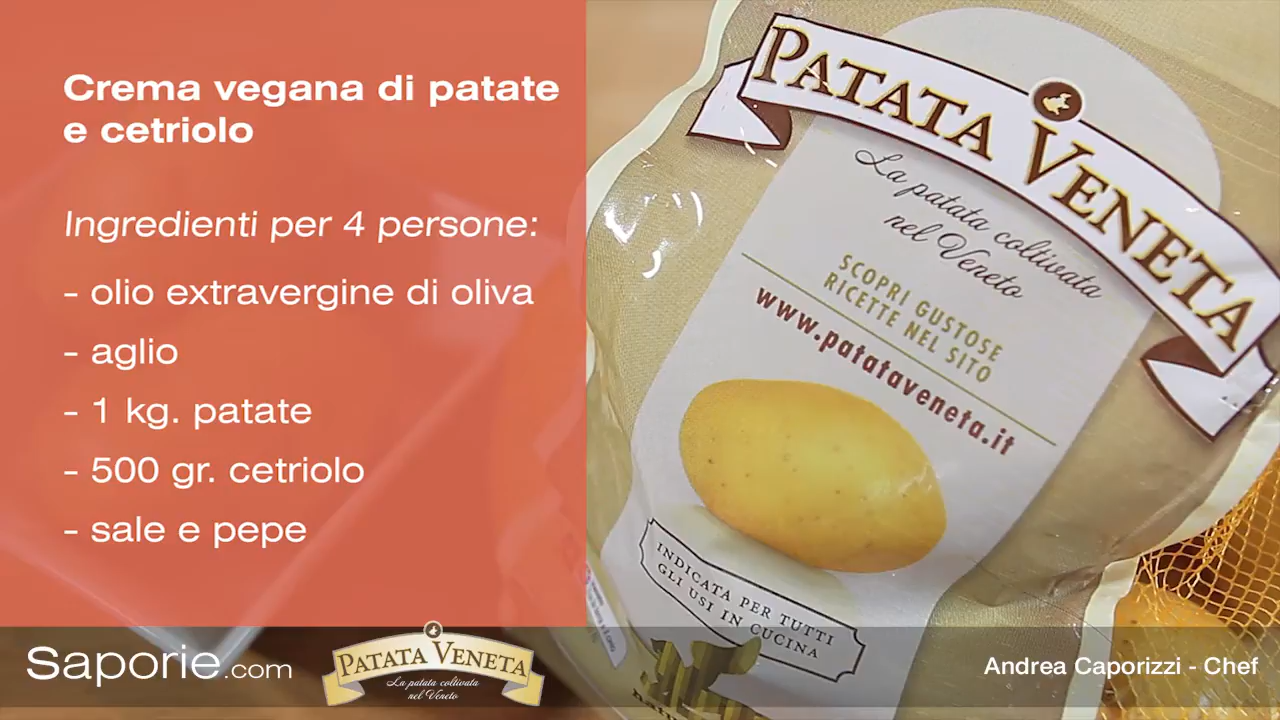 Crema vegana di patate
e cetriolo
Ingredienti per 4 persone:
- olio extravergine di oliva
- aglio
- 1 kg. patate
- 500 gr. cetriolo
- sale e pepe
PATATA VENETA
La patata coltivata
nel Veneto
SCOPRI GUSTOSE
RICETTE NEL SITO
www.patataveneta.it
INDICATA PER TUTTI
GLI USI IN CUCINA
Saporie.com
PATATA VENETA
La patata coltivata
nel Veneto
Andrea Caporizzi - Chef